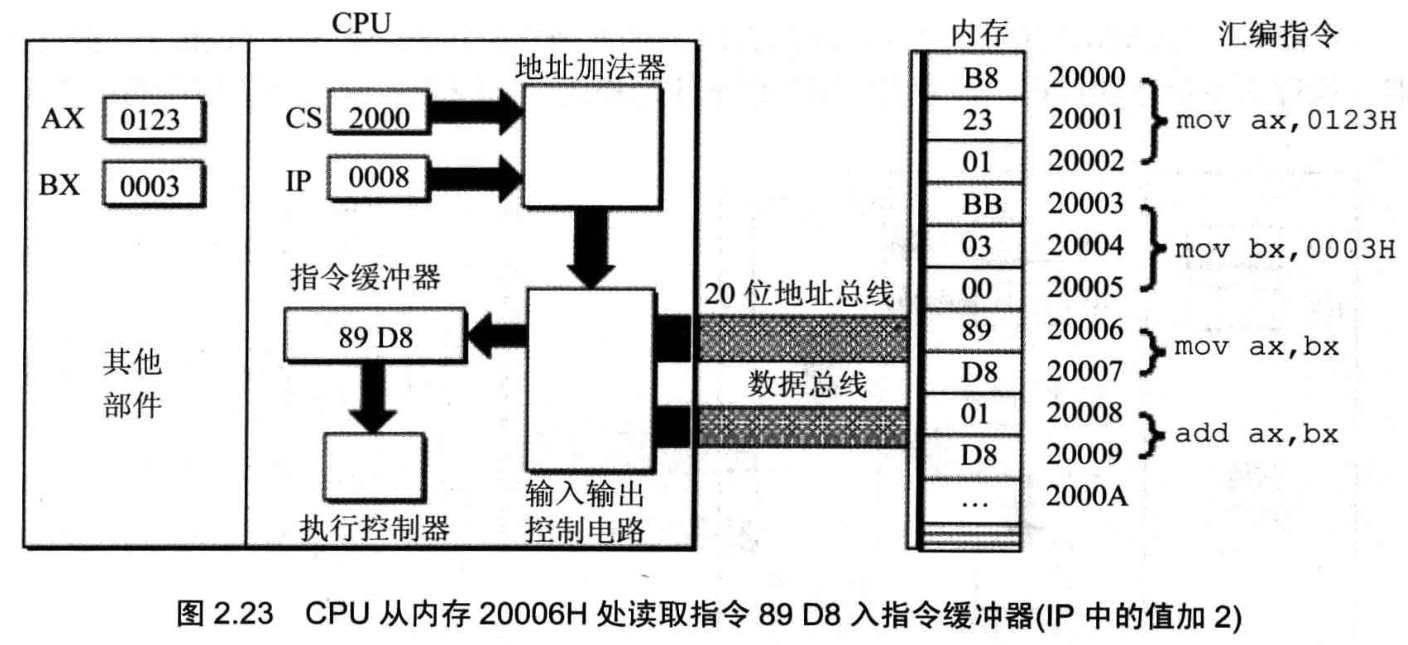 CPU
地址加法器
AX 0123
BX 0003
CS 2000
IP 0008
指令缓冲器
89 D8
其他
部件
执行控制器
输入输出
控制电路
20 位地址总线
数据总线
内存 汇编指令
B8 20000
23 20001 mov ax,0123H
01 20002
BB 20003
03 20004 mov bx,0003H
00 20005
89 20006
mov ax,bx
D8 20007
01 20008
add ax,bx
D8 20009
… 2000A
图 2.23 CPU 从内存 20006H 处读取指令 89 D8 入指令缓冲器(IP 中的值加 2)